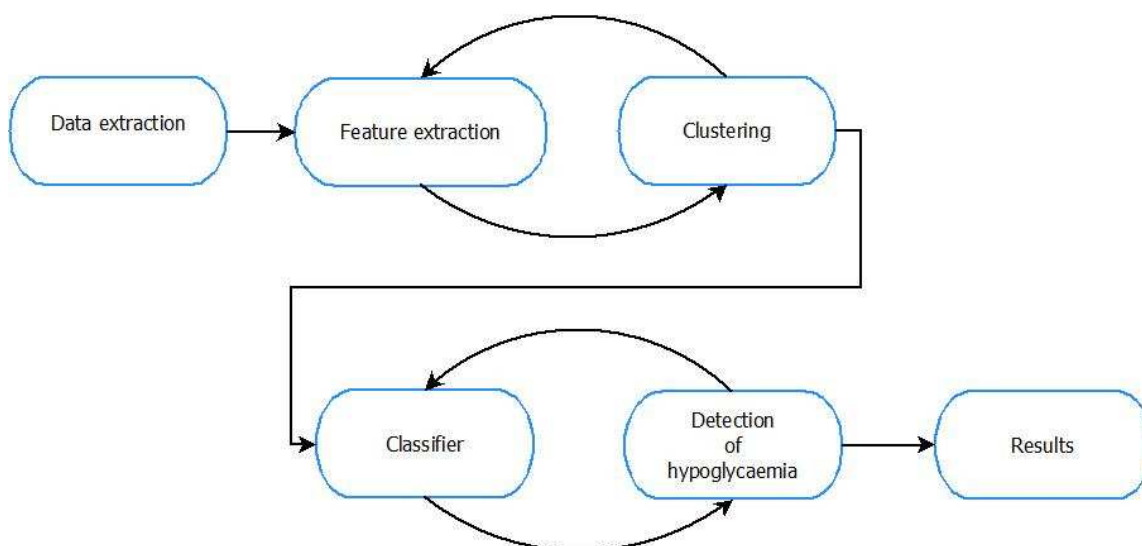 Data extraction
Feature extraction
Clustering
Classifier
Detection
of
hypoglycaemia
Results